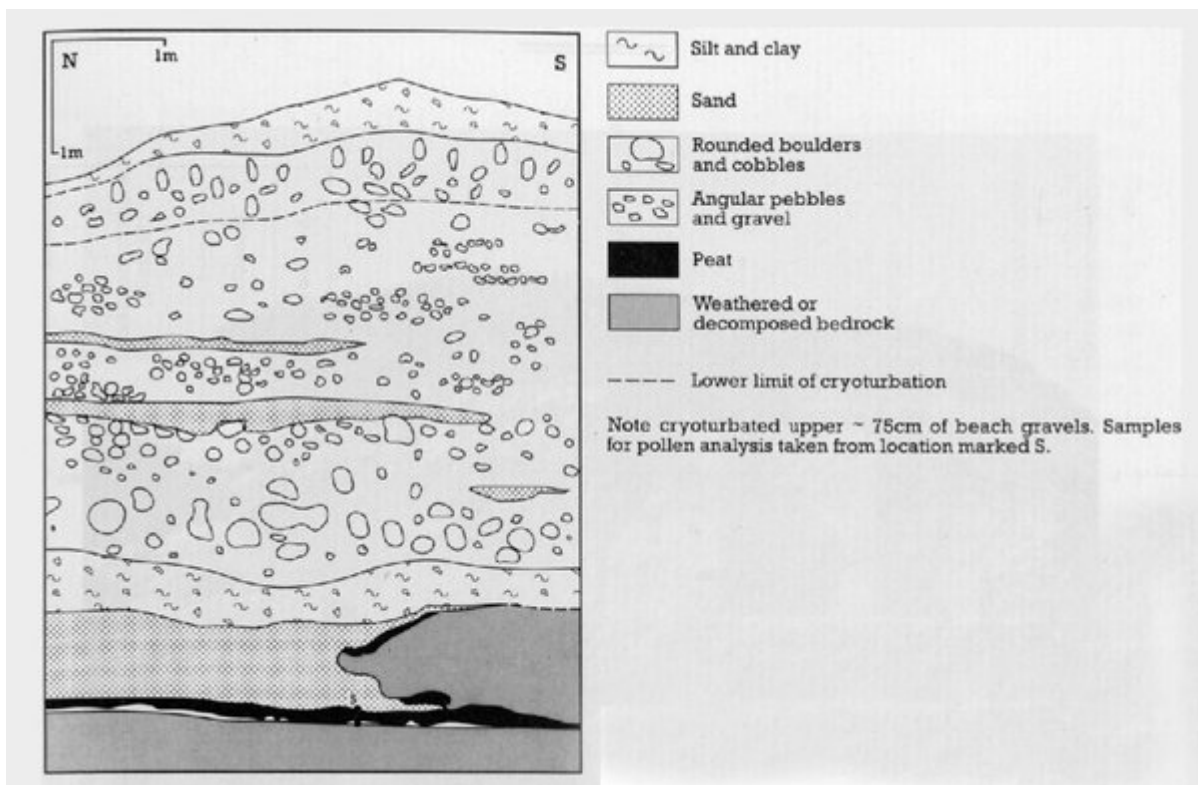 N
S
1m
1m
S
Silt and clay
Sand
Rounded boulders
and cobbles
Angular pebbles
and gravel
Peat
Weathered or
decomposed bedrock
Lower limit of cryoturbation
Note cryoturbated upper ~ 75cm of beach gravels. Samples
for pollen analysis taken from location marked S.